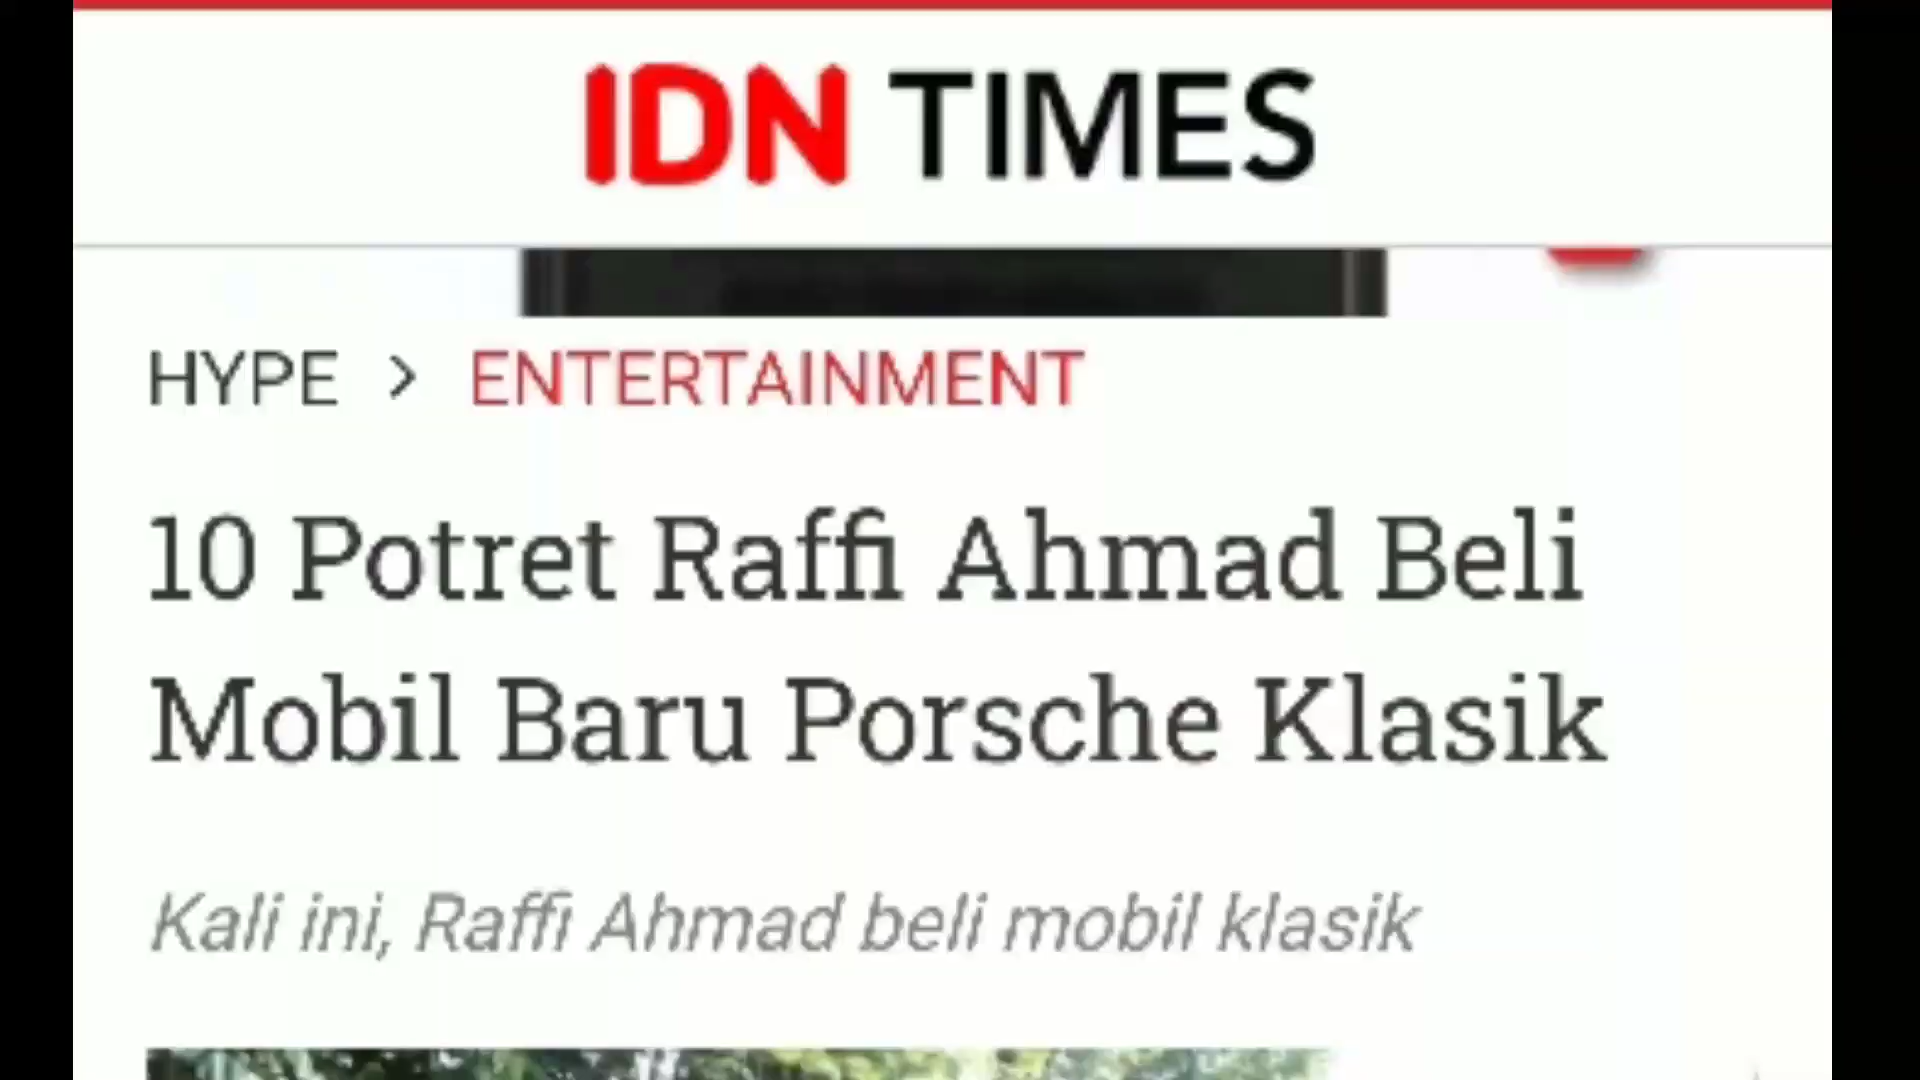 IDN TIMES
HYPE > ENTERTAINMENT
10 Potret Raffi Ahmad Beli
Mobil Baru Porsche Klasik
Kali ini, Raffi Ahmad beli mobil klasik